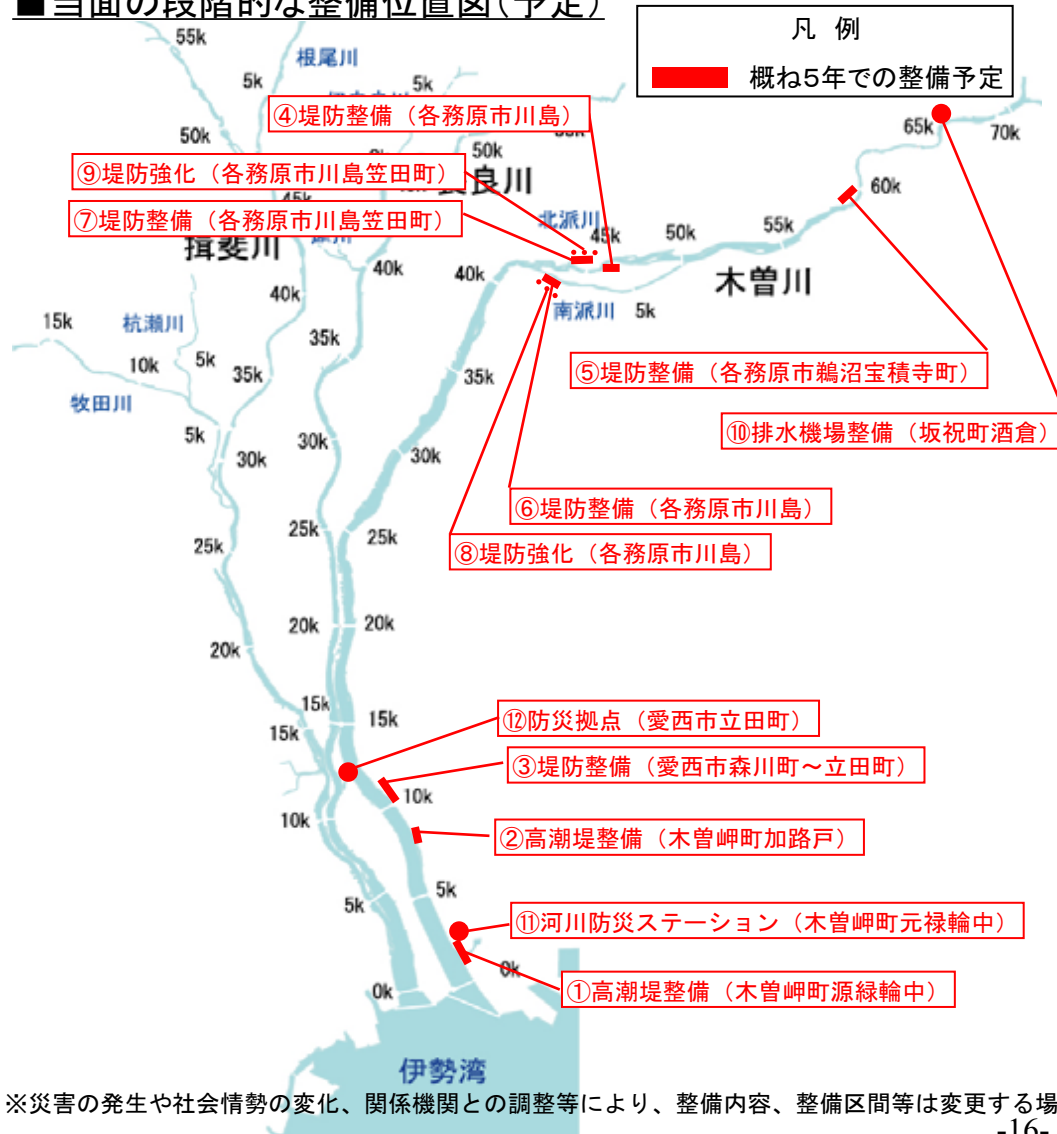 ■当面の段階的な整備位置図(予定)
凡 例
概ね5年での整備予定
55k
根尾川
5k
5k
④堤防整備（各務原市川島）
65k
70k
50k
50k
⑨堤防強化（各務原市川島笠田町）
良川
60k
45k
⑦堤防整備（各務原市川島笠田町）
北派川
45k
50k
55k
揖斐川
40k
40k
木曽川
40k
南派川
5k
15k
杭瀬川
35k
10k
5k
35k
35k
⑤堤防整備（各務原市鵜沼宝積寺町）
牧田川
5k
30k
30k
30k
⑩排水機場整備（坂祝町酒倉）
⑥堤防整備（各務原市川島）
25k
25k
25k
⑧堤防強化（各務原市川島）
20k
20k
20k
15k
15k
15k
⑫防災拠点（愛西市立田町）
③堤防整備（愛西市森川町～立田町）
10k
10k
②高潮堤整備（木曽岬町加路戸）
5k
5k
⑪河川防災ステーション（木曽岬町元禄輪中）
0k
0k
①高潮堤整備（木曽岬町源緑輪中）
伊勢湾
※災害の発生や社会情勢の変化、関係機関との調整等により、整備内容、整備区間等は変更する場
-16-